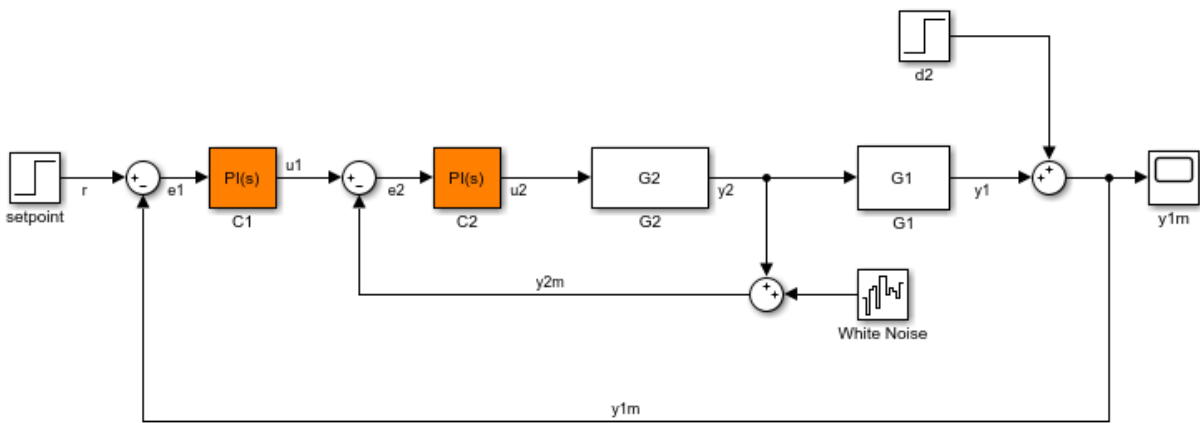 d2
setpoint
r
+
−
e1
PI(s)
C1
u1
+
−
e2
PI(s)
C2
u2
G2
G2
y2
G1
G1
y1
+
+
y1m
y2m
+
+
White Noise
y1m